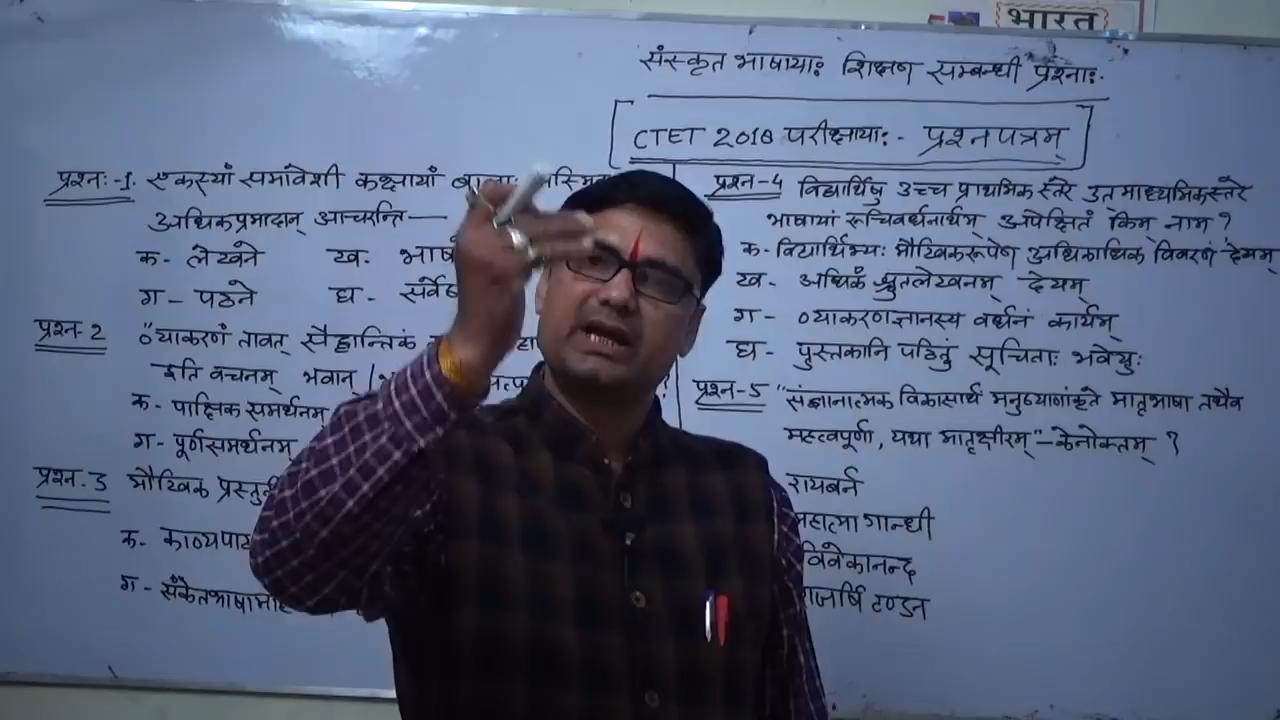 भारत
संस्कृत भाषायाः शिक्षण सम्बन्धी प्रश्नाः
CTET 2018 परीक्षायाः - प्रश्नपत्रम्
प्रश्नः-1. एकस्यां समावेशी कक्षायां बालाः
अधिकप्रमादान् आचरन्ति—
क- लेखने ख- भाष
ग- पठने घ- सर्वे
प्रश्न-2 "व्याकरणं तावत् सैद्धान्तिकं
इति वचनम् भवान् ?
क- पाक्षिक समर्थनम
ग- पूर्णसमर्थनम्
प्रश्न-3 मौखिक प्रस्तु
क- काव्यपाठ
ग- संकेतभाषामा
प्रश्न-4 विद्यार्थिषु उच्च प्राथमिक स्तरे उत माध्यमिकस्तरे
भाषायां रूचिवर्धनार्थम् अपेक्षितं किम् नाम ?
क- विद्यार्थिभ्यः मौखिकरूपेण अधिकाधिक विवरणं देयम्
ख- अधिकं श्रुतलेखनम् देयम्
ग- व्याकरणज्ञानस्य वर्धनं कार्यम्
घ- पुस्तकानि पठितुं सूचिताः भवेयुः
प्रश्न-5 "संज्ञानात्मक विकासार्थं मनुष्याणांकृते मातृभाषा तथैव
महत्वपूर्णा, यथा मातृक्षीरम्"-केनोक्तम् ?
रायबर्न
महात्मा गान्धी
विवेकानन्द
राजर्षि टण्डन